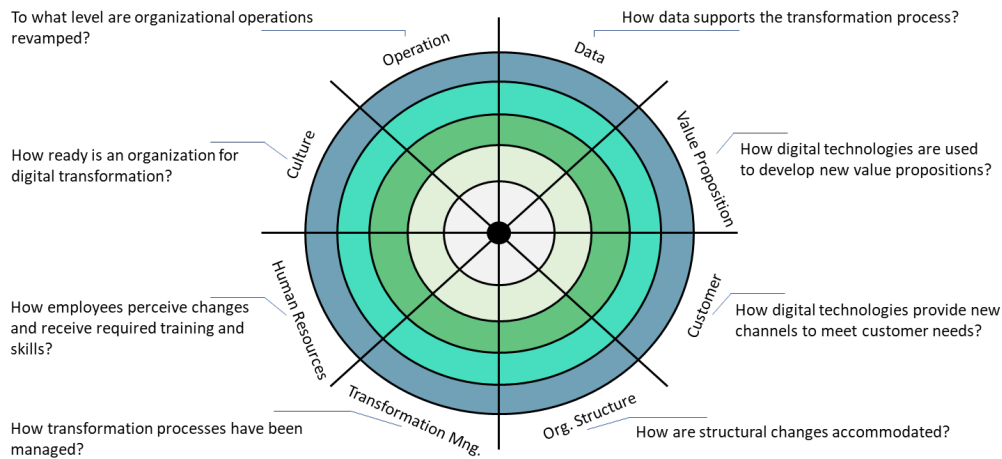 To what level are organizational operations
revamped?
How data supports the transformation process?
Operation
Data
Culture
Value Proposition
How ready is an organization for
digital transformation?
How digital technologies are used
to develop new value propositions?
Human Resources
Customer
How employees perceive changes
and receive required training and
skills?
How digital technologies provide new
channels to meet customer needs?
Transformation Mng.
Org. Structure
How transformation processes have been
managed?
How are structural changes accommodated?